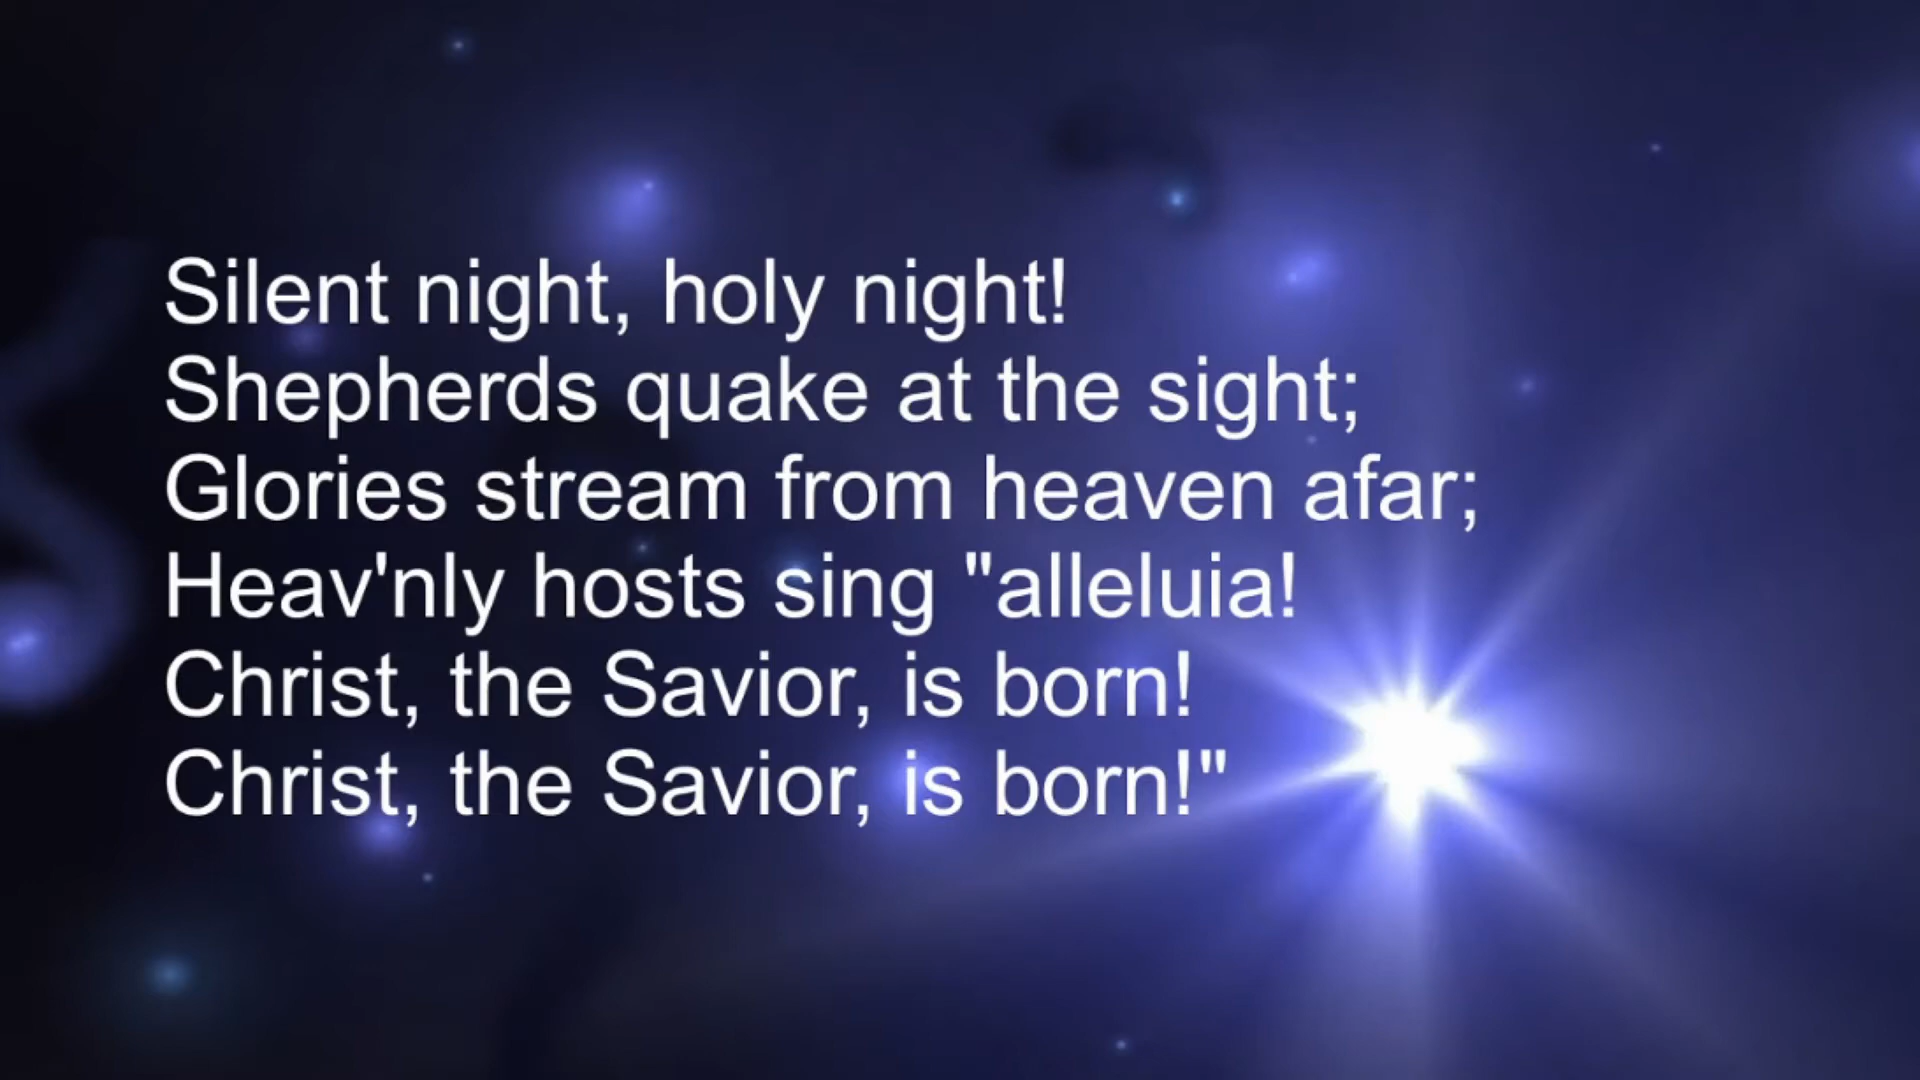 Silent night, holy night!
Shepherds quake at the sight;
Glories stream from heaven afar;
Heav'nly hosts sing "alleluia!
Christ, the Savior, is born!
Christ, the Savior, is born!"